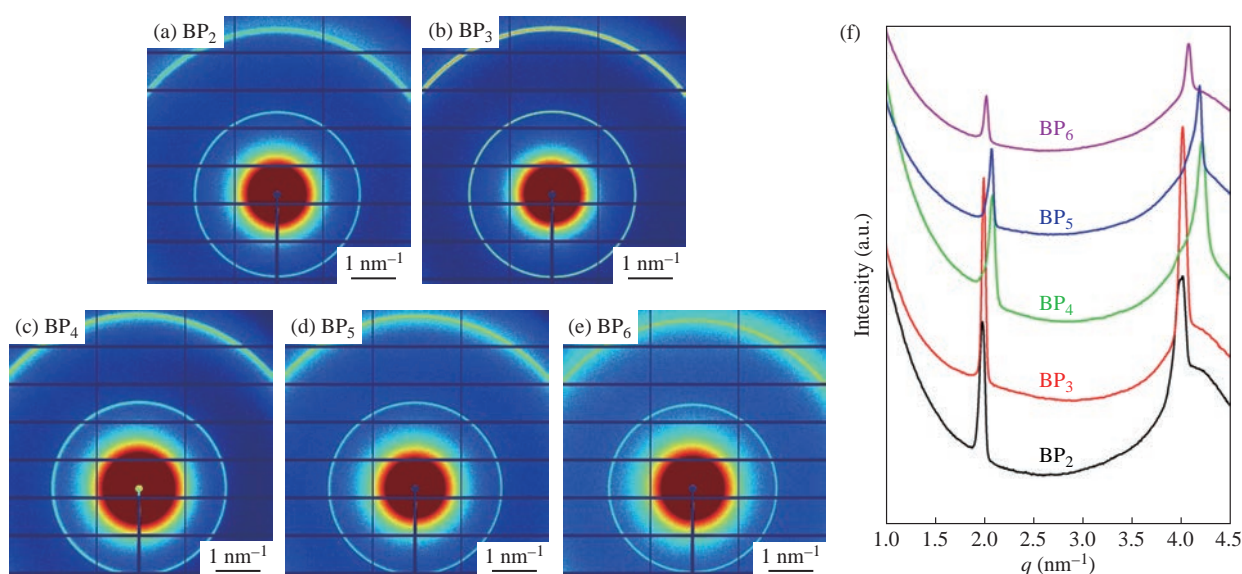 (a) BP₂
1 nm⁻¹
(b) BP₃
1 nm⁻¹
(c) BP₄
1 nm⁻¹
(d) BP₅
1 nm⁻¹
(e) BP₆
1 nm⁻¹
(f)
Intensity (a.u.)
BP₆
BP₅
BP₄
BP₃
BP₂
1.0 1.5 2.0 2.5 3.0 3.5 4.0 4.5
q (nm⁻¹)